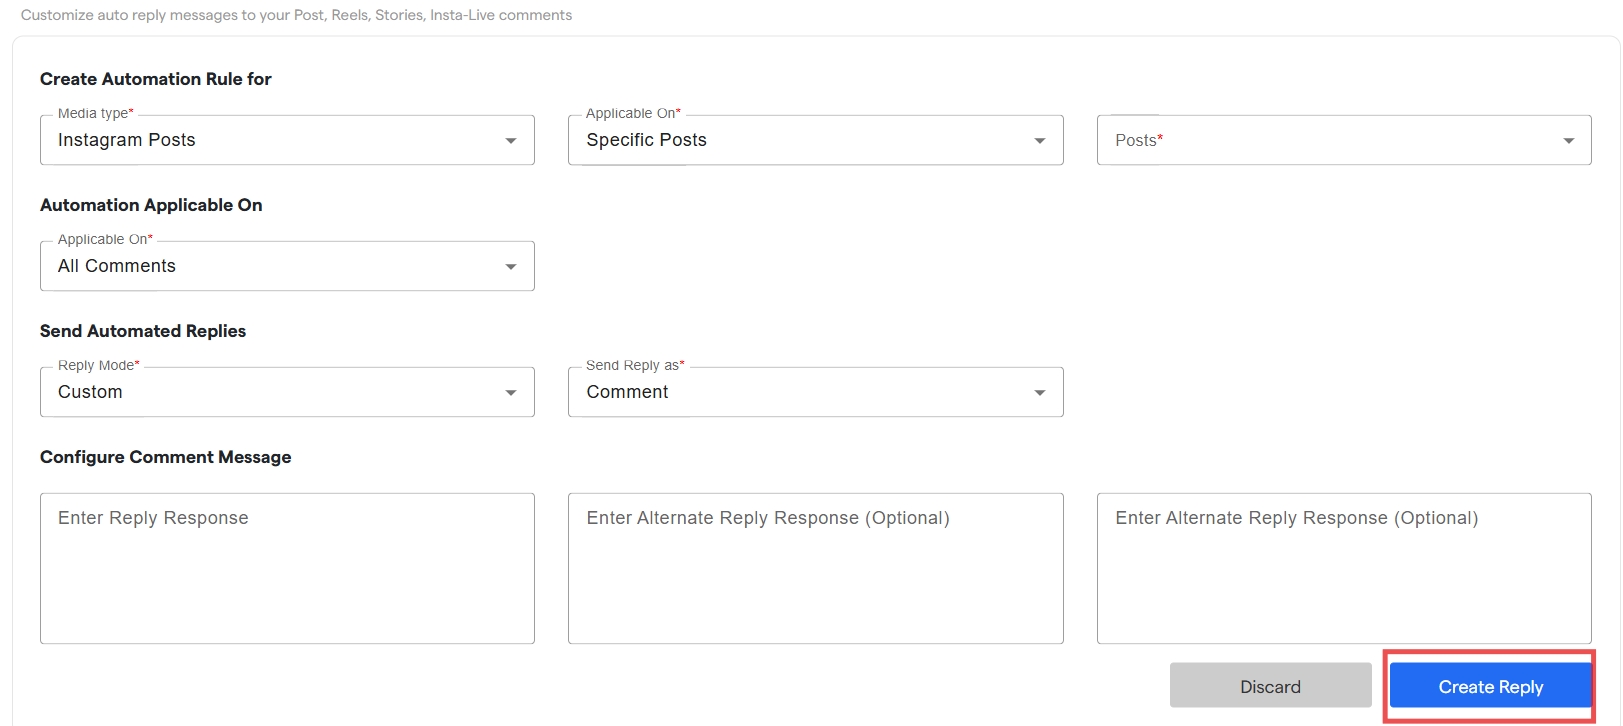 Customize auto reply messages to your Post, Reels, Stories, Insta-Live comments
Create Automation Rule for
Media type* Applicable On*
Instagram Posts Specific Posts Posts*
Automation Applicable On
Applicable On*
All Comments
Send Automated Replies
Reply Mode* Send Reply as*
Custom Comment
Configure Comment Message
Enter Reply Response Enter Alternate Reply Response (Optional) Enter Alternate Reply Response (Optional)
Discard Create Reply